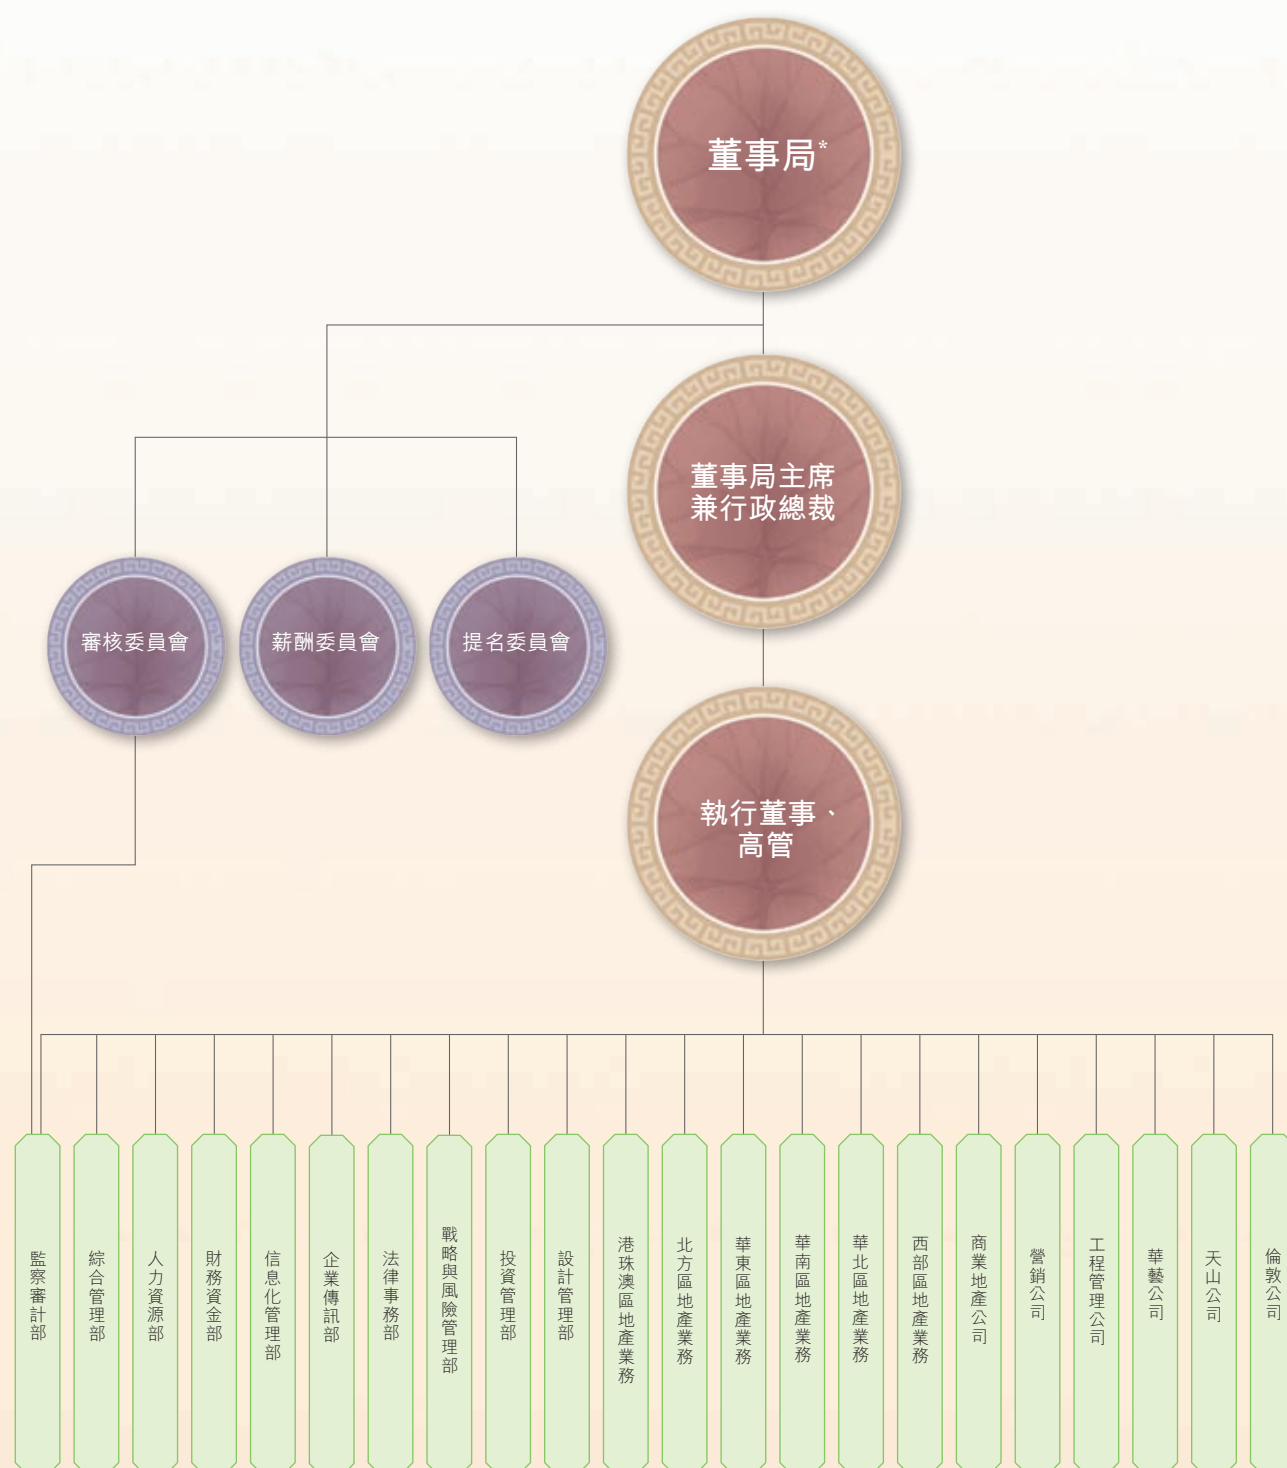 董事局*
董事局主席
兼行政總裁
審核委員會
薪酬委員會
提名委員會
執行董事、
高管
監察審計部
綜合管理部
人力資源部
財務資金部
信息化管理部
企業傳訊部
法律事務部
戰略與風險管理部
投資管理部
設計管理部
港珠澳區地產業務
北方區地產業務
華東區地產業務
華南區地產業務
華北區地產業務
西部區地產業務
商業地產公司
營銷公司
工程管理公司
華藝公司
天山公司
倫敦公司